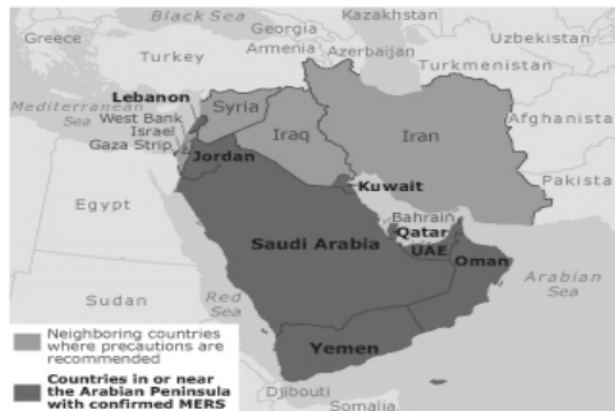 Black Sea
Kazakhstan
Greece
Georgia
Uzbekistan
Armenia
Azerbaijan
Turkey
Turkmenistan
Mediterranean
Sea
Lebanon
Syria
West Bank
Israel
Gaza Strip
Iraq
Iran
Afghanistan
Jordan
Kuwait
Pakistan
Egypt
Bahrain
Qatar
Saudi Arabia
UAE
Oman
Arabian
Sea
Red
Sea
Sudan
Yemen
Neighboring countries
where precautions are
recommended
Countries in or near
the Arabian Peninsula
with confirmed MERS
Djibouti
Somalia